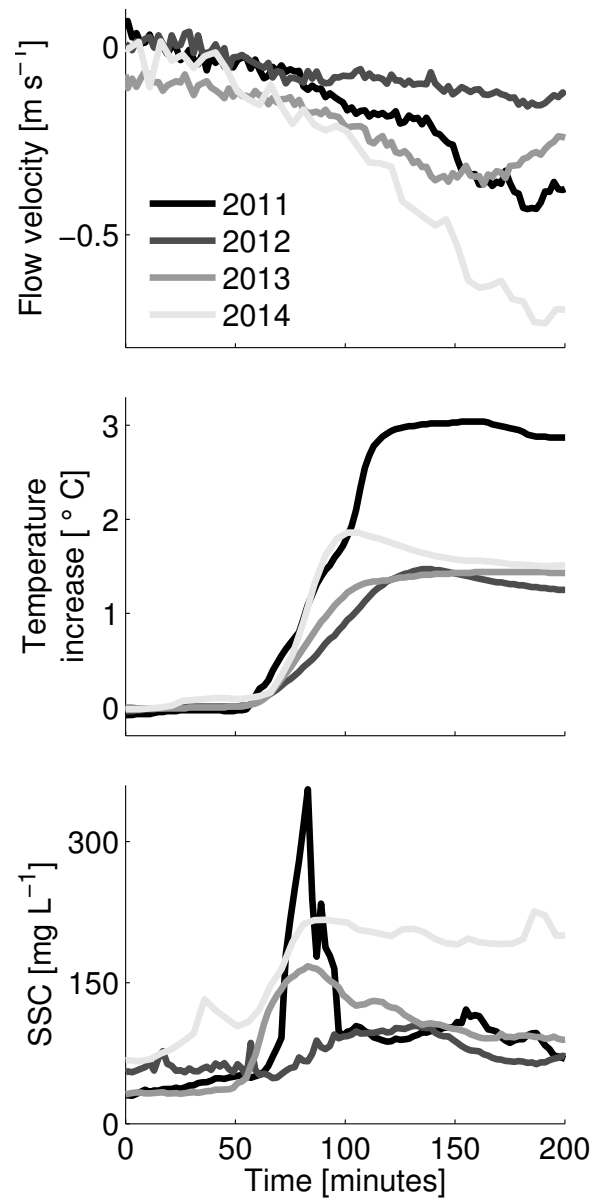 Flow velocity [m s⁻¹]
0
−0.5
2011
2012
2013
2014
Temperature
increase [ ° C]
3
2
1
0
SSC [mg L⁻¹]
300
150
0
0 50 100 150 200
Time [minutes]